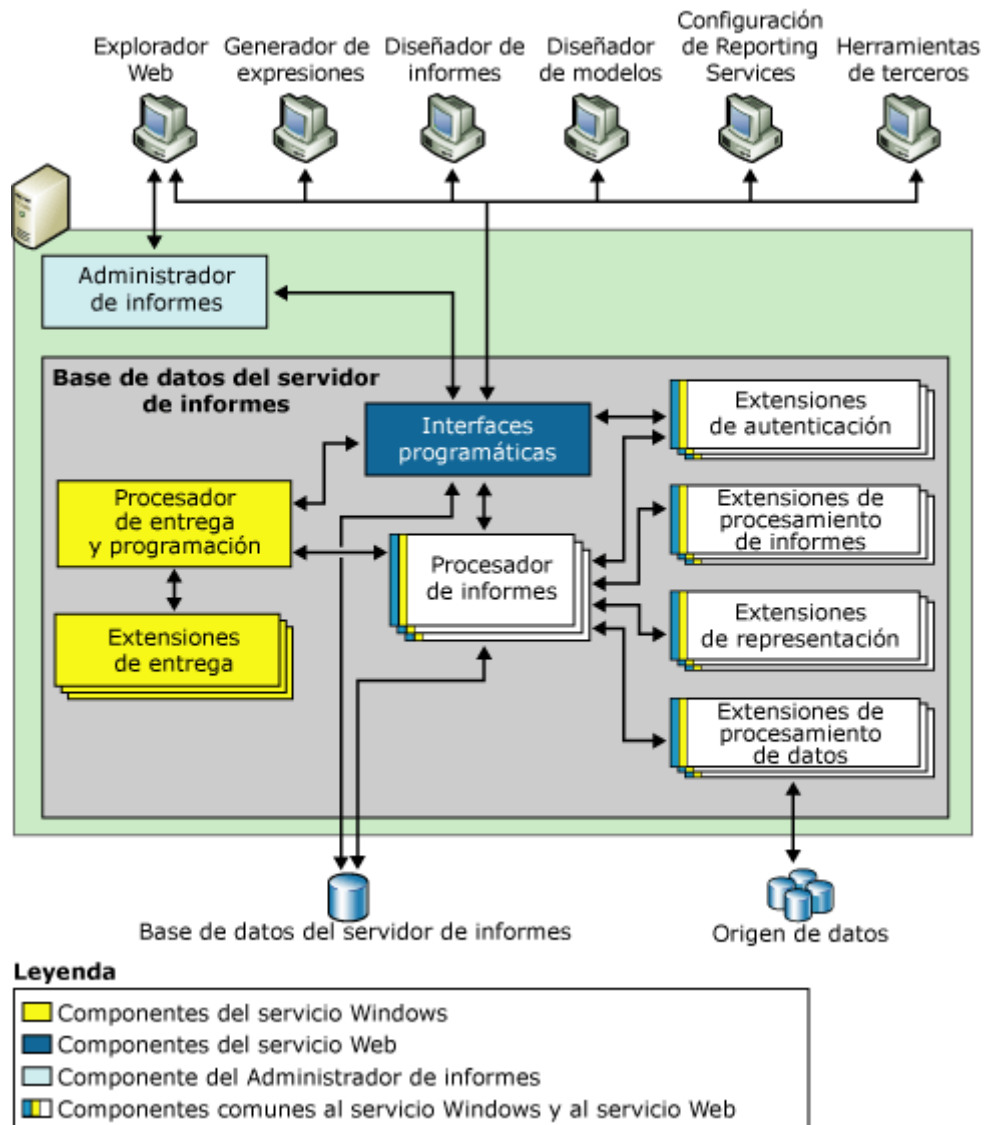 Explorador
Web
Generador de
expresiones
Diseñador de
informes
Diseñador
de modelos
Configuración
de Reporting
Services
Herramientas
de terceros
Administrador
de informes
Base de datos del servidor
de informes
Interfaces
programáticas
Extensiones
de autenticación
Procesador
de entrega
y programación
Extensiones de
procesamiento
de informes
Procesador
de informes
Extensiones
de entrega
Extensiones
de representación
Extensiones de
procesamiento
de datos
Base de datos del servidor de informes
Origen de datos
Leyenda
Componentes del servicio Windows
Componentes del servicio Web
Componente del Administrador de informes
Componentes comunes al servicio Windows y al servicio Web